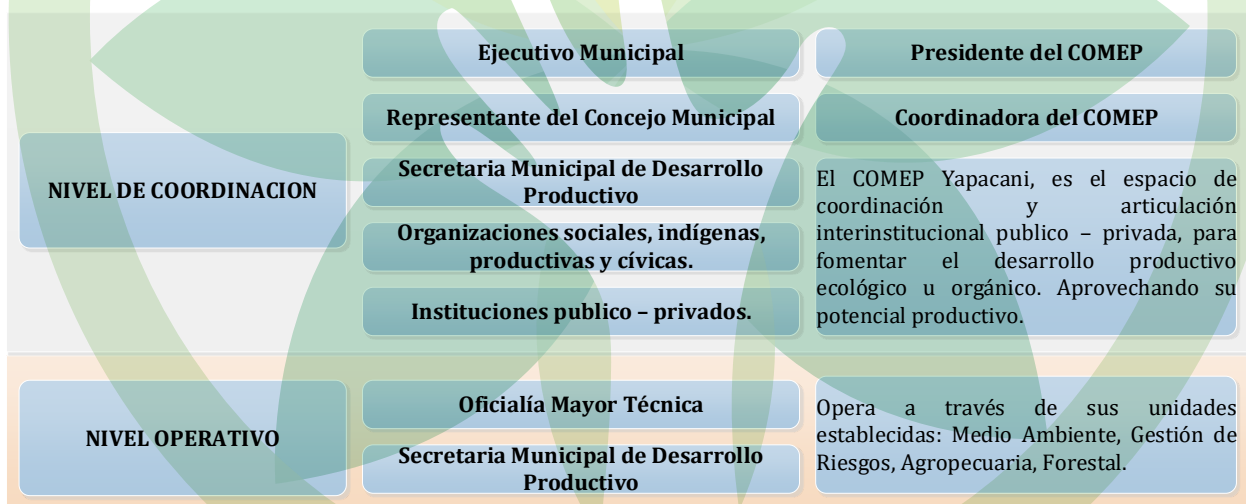 Ejecutivo Municipal
Presidente del COMEP
Representante del Concejo Municipal
Coordinadora del COMEP
NIVEL DE COORDINACION
Secretaria Municipal de Desarrollo
Productivo
Organizaciones sociales, indígenas,
productivas y cívicas.
Instituciones publico – privados.
El COMEP Yapacani, es el espacio de
coordinación y articulación
interinstitucional publico – privada, para
fomentar el desarrollo productivo
ecológico u orgánico. Aprovechando su
potencial productivo.
NIVEL OPERATIVO
Oficialía Mayor Técnica
Secretaria Municipal de Desarrollo
Productivo
Opera a través de sus unidades
establecidas: Medio Ambiente, Gestión de
Riesgos, Agropecuaria, Forestal.